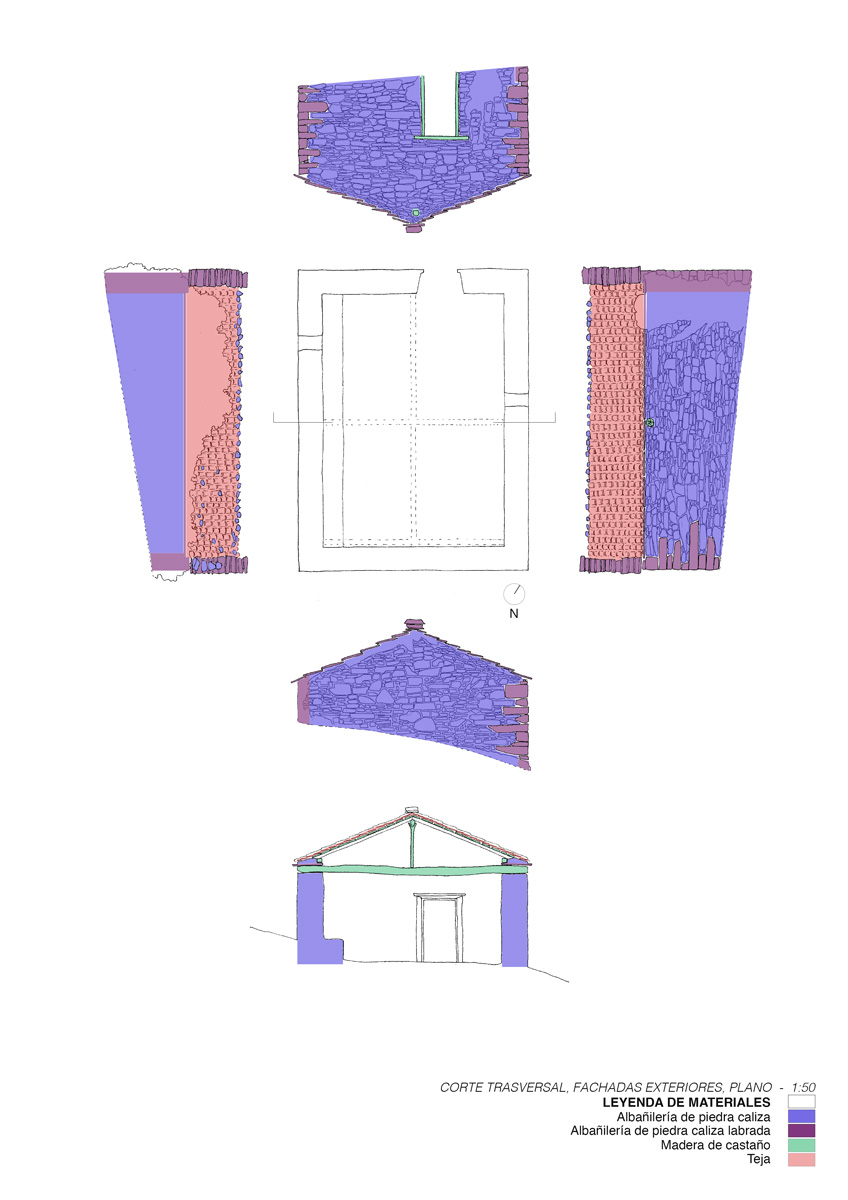 N
CORTE TRASVERSAL, FACHADAS EXTERIORES, PLANO - 1:50
LEYENDA DE MATERIALES
Albañilería de piedra caliza
Albañilería de piedra caliza labrada
Madera de castaño
Teja